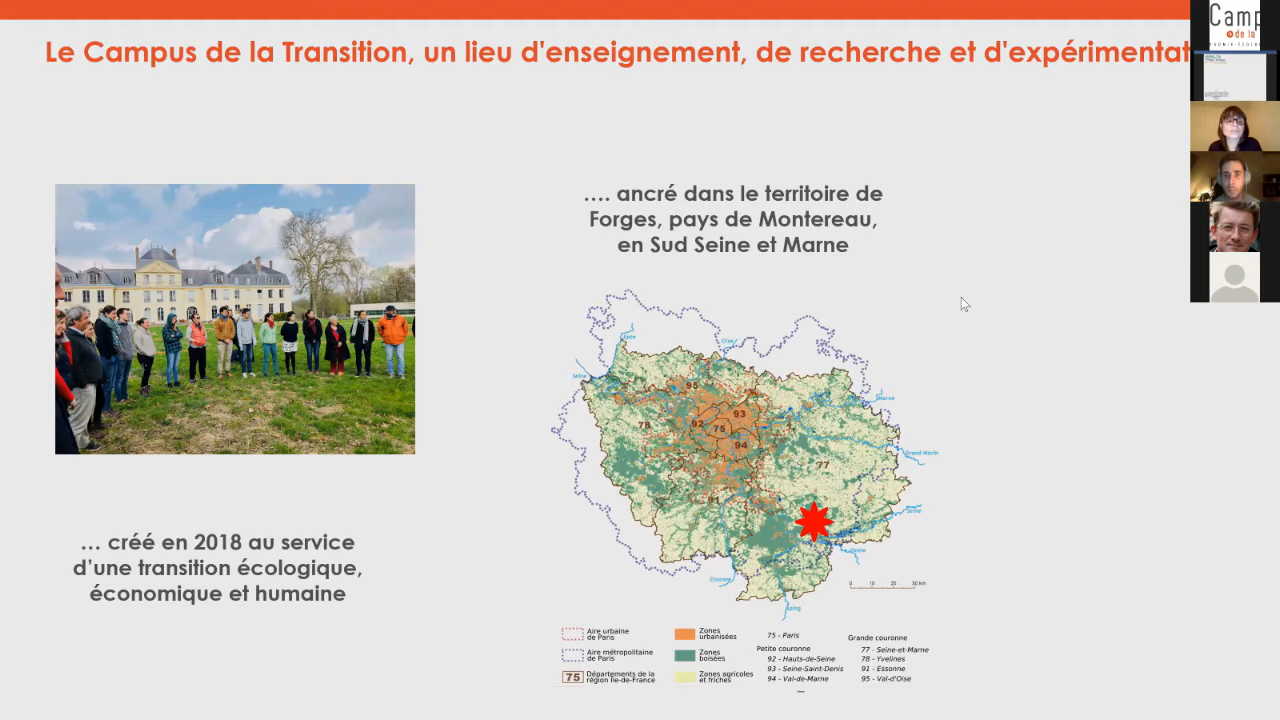 Le Campus de la Transition, un lieu d'enseignement, de recherche et d'expérimentat
Camp
de la
…. ancré dans le territoire de
Forges, pays de Montereau,
en Sud Seine et Marne
… créé en 2018 au service
d’une transition écologique,
économique et humaine
Epte
Oise
Seine
Marne
95
93
92
75
78
94
Grand Morin
77
91
Seine
Yonne
Essonne
Loing
0 10 20 30 km
Aire urbaine
de Paris
Aire métropolitaine
de Paris
75
Départements de la
région Ile-de-France
Zones
urbanisées
Zones
boisées
Zones agricoles
et friches
75 - Paris
Petite couronne
92 - Hauts-de-Seine
93 - Seine-Saint-Denis
94 - Val-de-Marne
Grande couronne
77 - Seine-et-Marne
78 - Yvelines
91 - Essonne
95 - Val-d'Oise